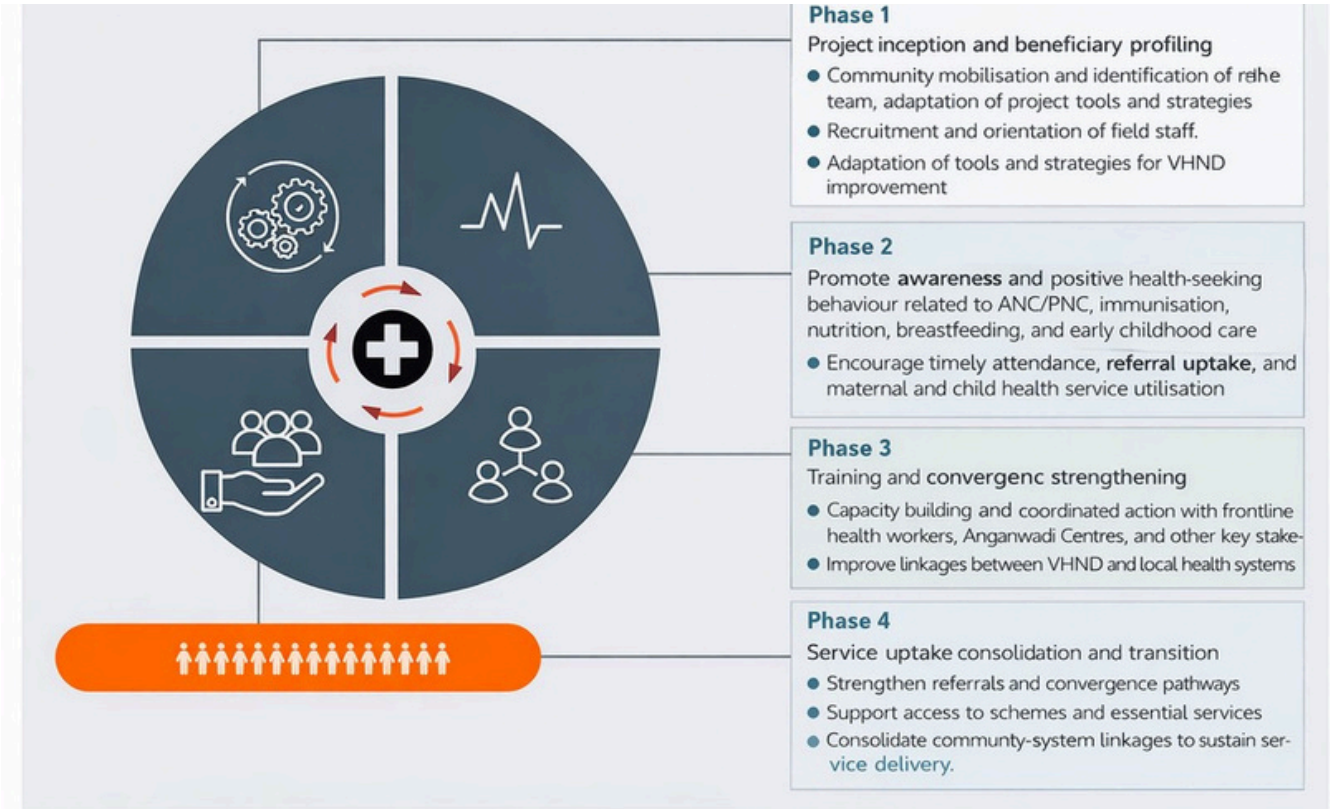 Phase 1
Project inception and beneficiary profiling
● Community mobilisation and identification of
team, adaptation of project tools and strategies
● Recruitment and orientation of field staff.
● Adaptation of tools and strategies for VHND
improvement
Phase 2
Promote awareness and positive health-seeking
behaviour related to ANC/PNC, immunisation,
nutrition, breastfeeding, and early childhood care
● Encourage timely attendance, referral uptake, and
maternal and child health service utilisation
Phase 3
Training and convergenc strengthening
● Capacity building and coordinated action with frontline
health workers, Anganwadi Centres, and other key stake-
● Improve linkages between VHND and local health systems
Phase 4
Service uptake consolidation and transition
● Strengthen referrals and convergence pathways
● Support access to schemes and essential services
● Consolidate communty-system linkages to sustain ser-
vice delivery.